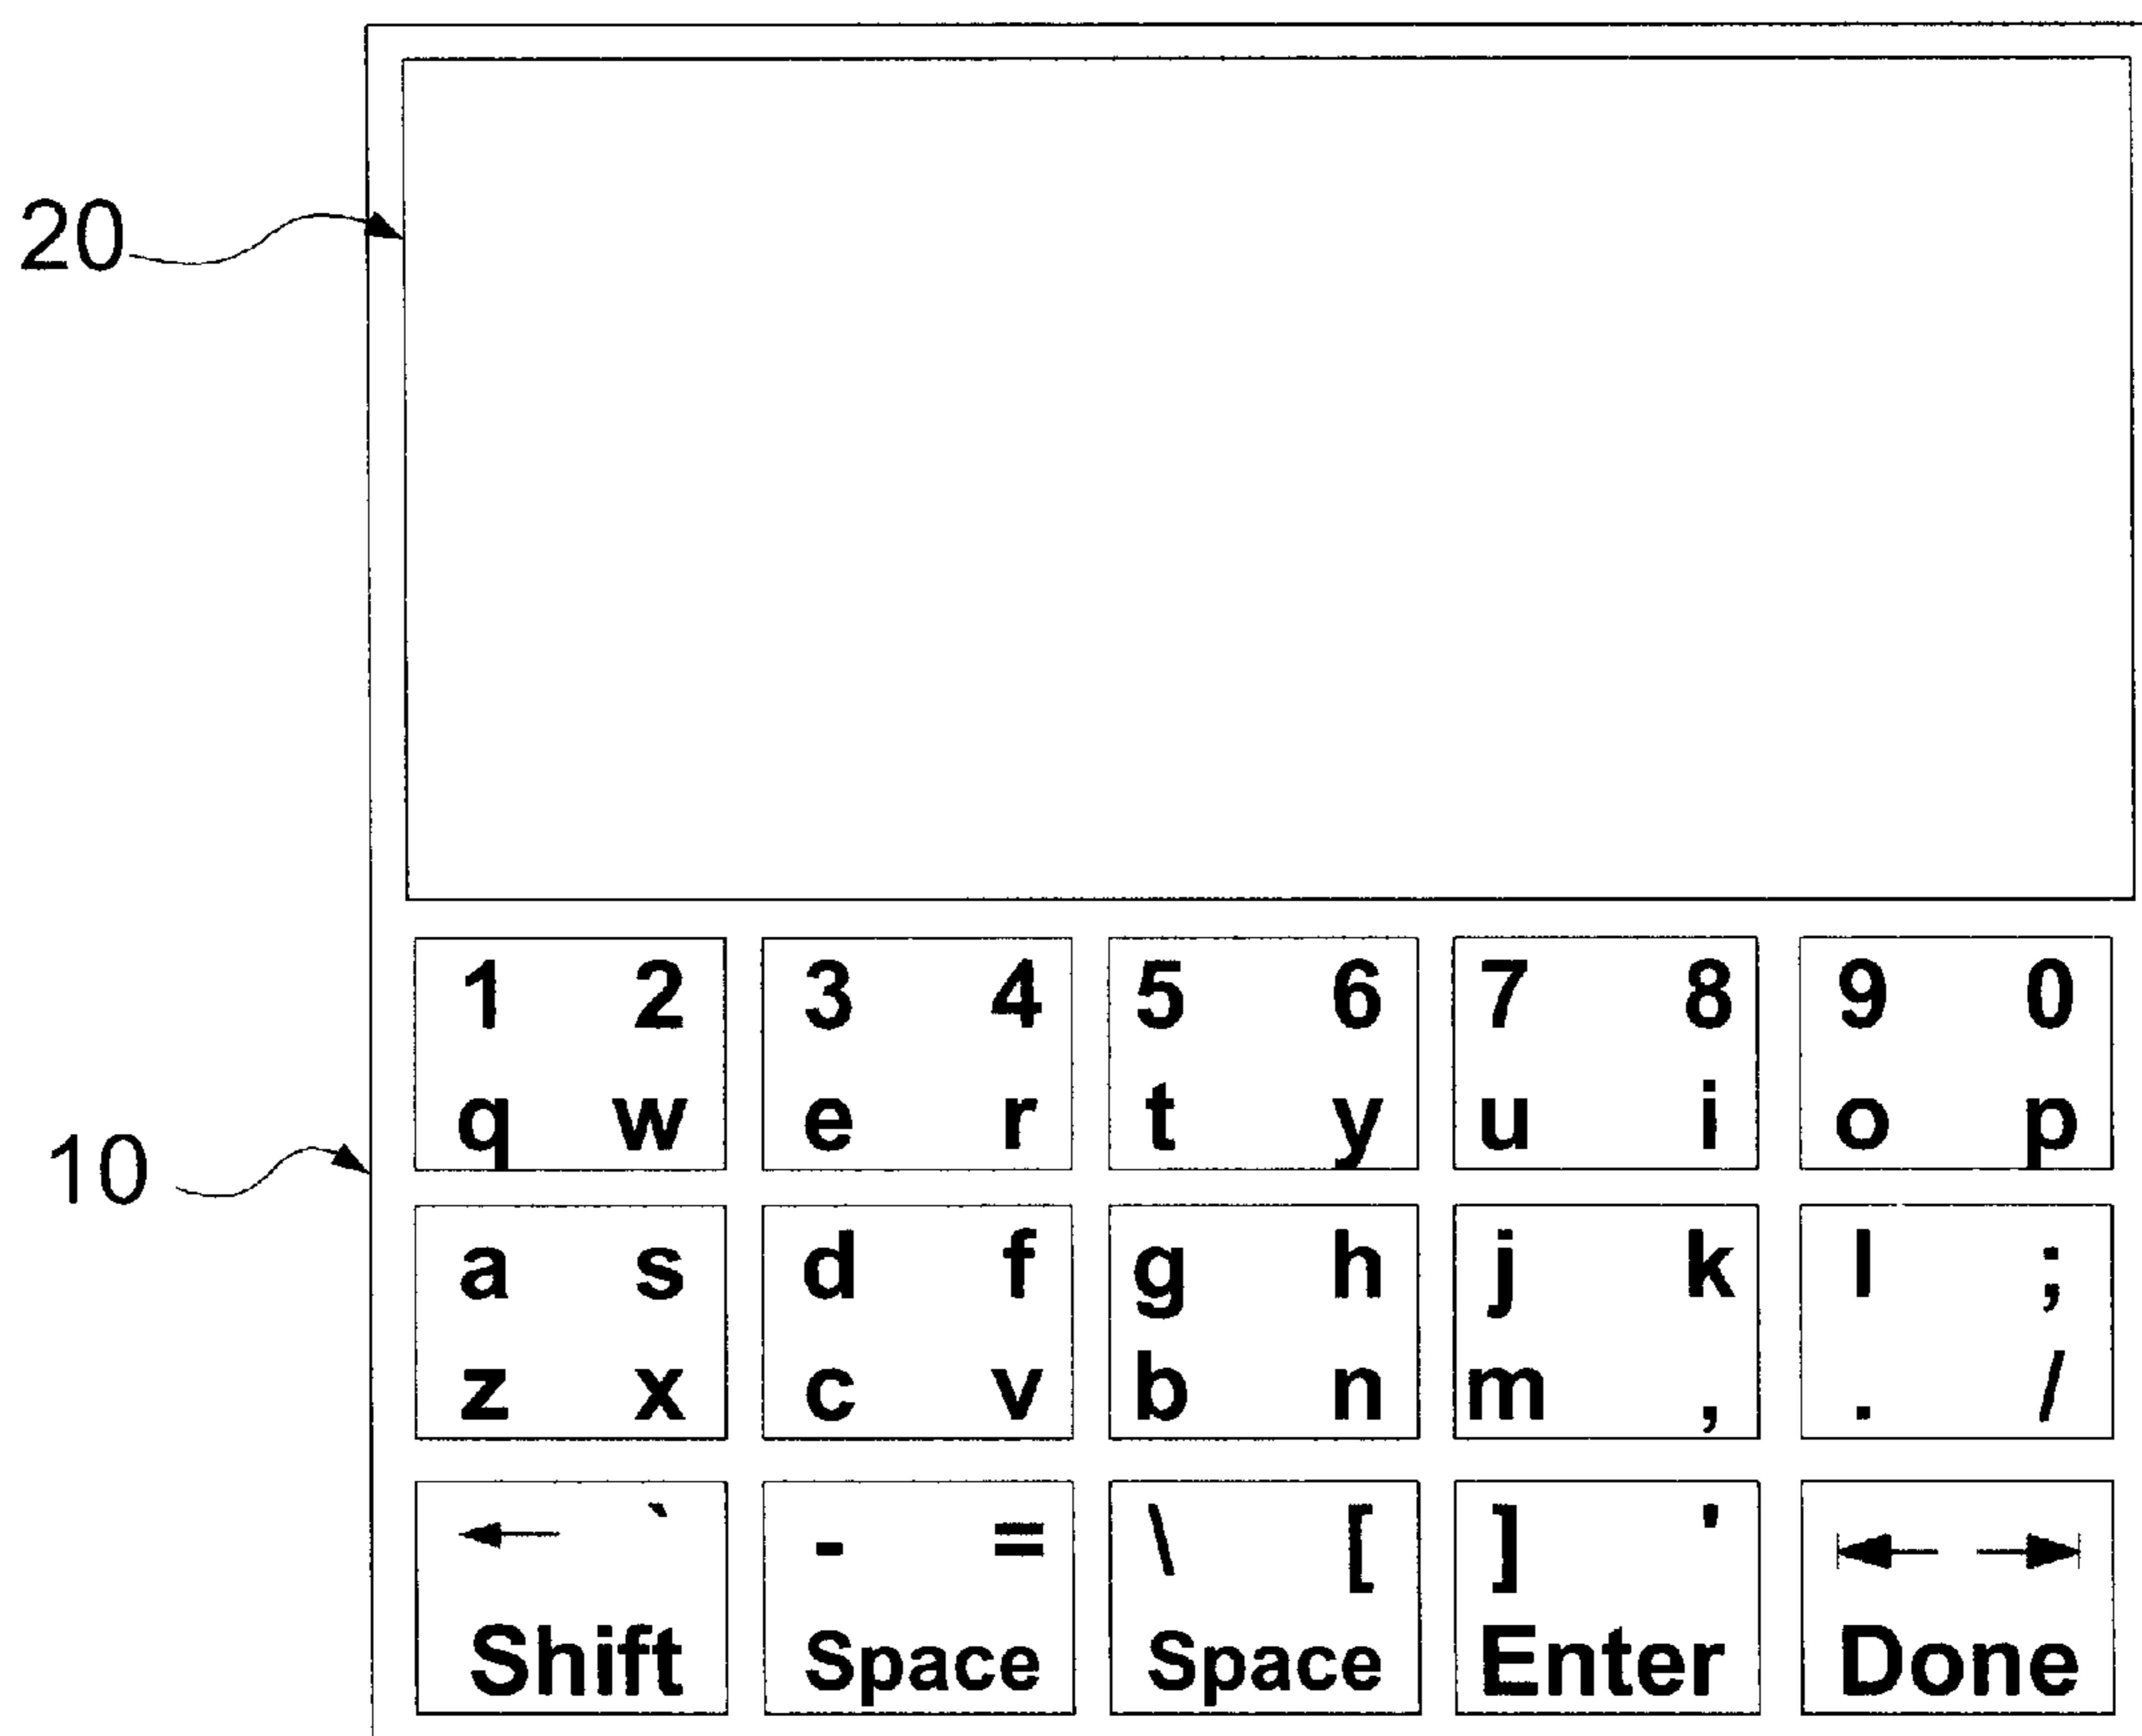 20
1 2 3 4 5 6 7 8 9 0
q w e r t y u i o p
10
a s d f g h j k l ;
z x c v b n m , . /
← ` - = \ [ ] '
Shift Space Space Enter Done